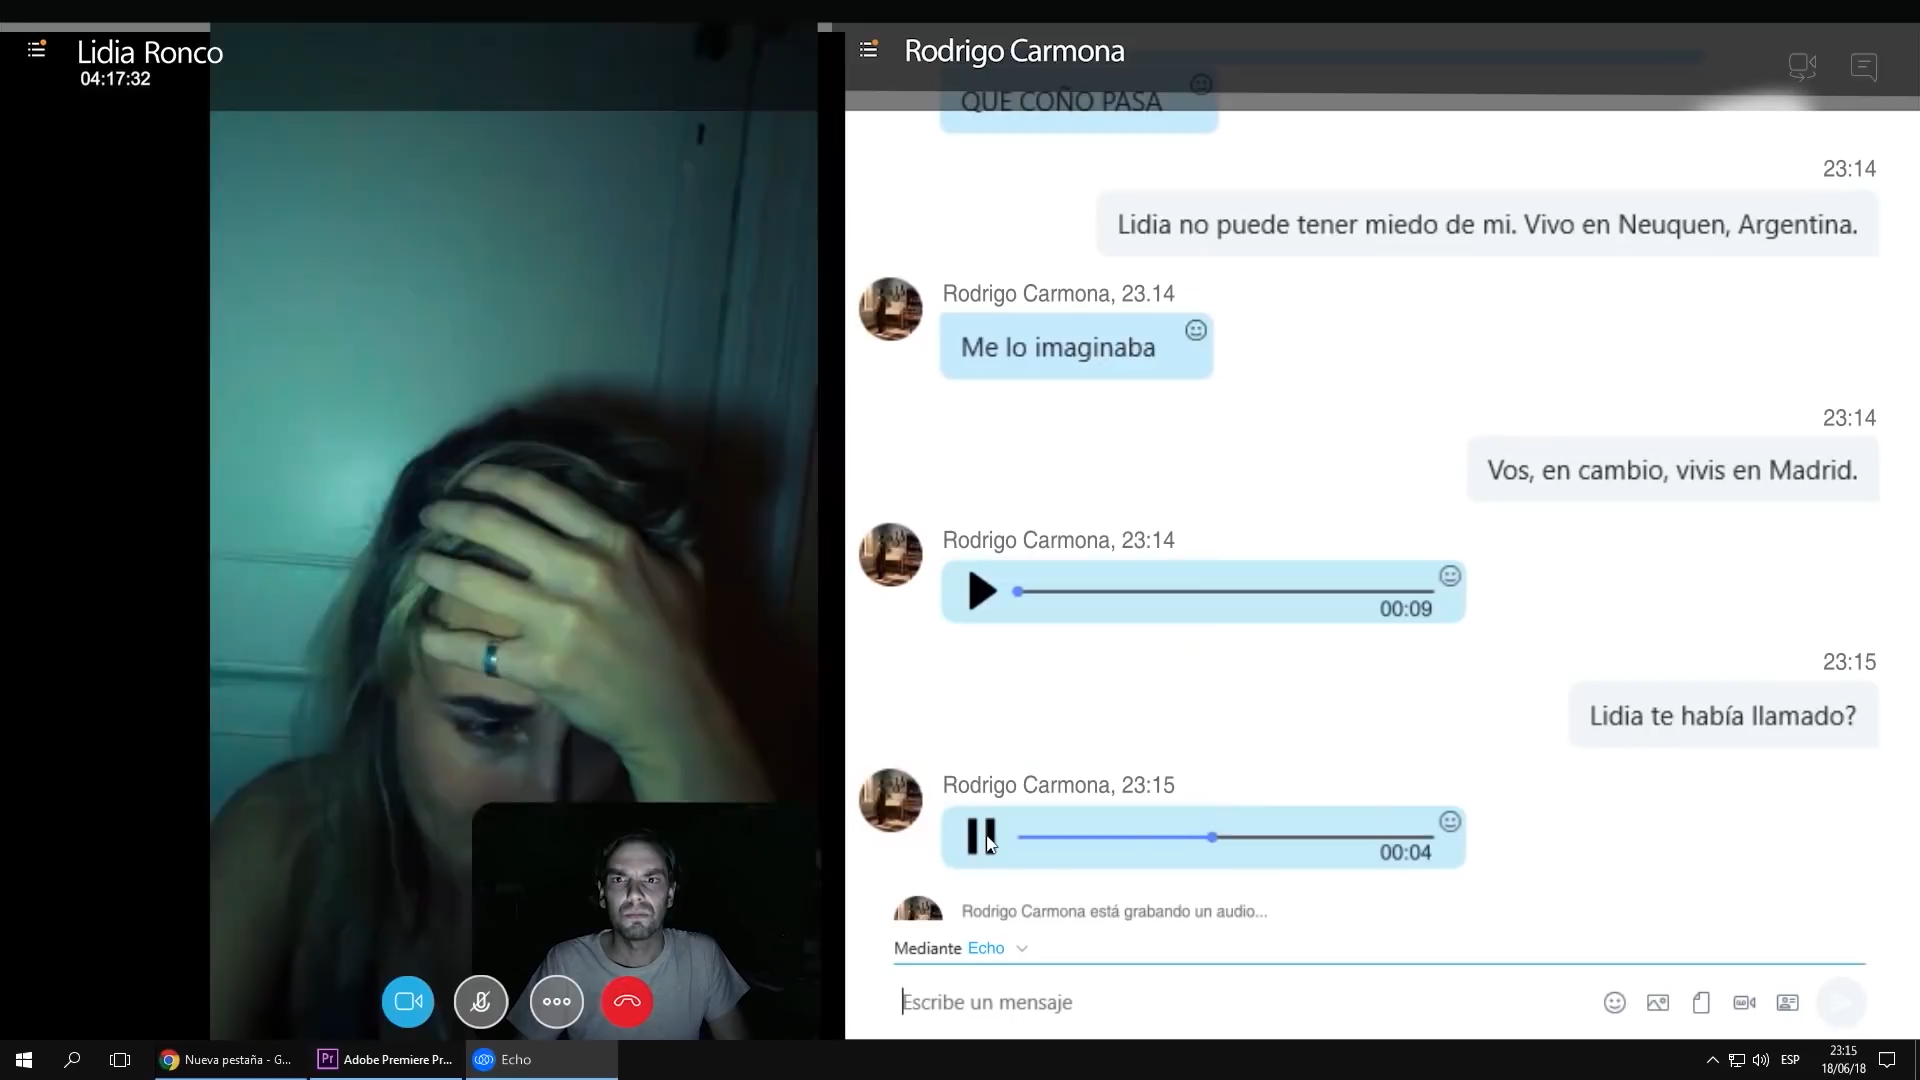 Lidia Ronco
04:17:32
Rodrigo Carmona
QUE COÑO PASA
23:14
Lidia no puede tener miedo de mi. Vivo en Neuquen, Argentina.
Rodrigo Carmona, 23.14
Me lo imaginaba
23:14
Vos, en cambio, vivis en Madrid.
Rodrigo Carmona, 23:14
00:09
23:15
Lidia te había llamado?
Rodrigo Carmona, 23:15
00:04
Rodrigo Carmona está grabando un audio...
Mediante Echo
Escribe un mensaje
Nueva pestaña - G...
Pr Adobe Premiere Pr...
Echo
ESP
23:15
18/06/18